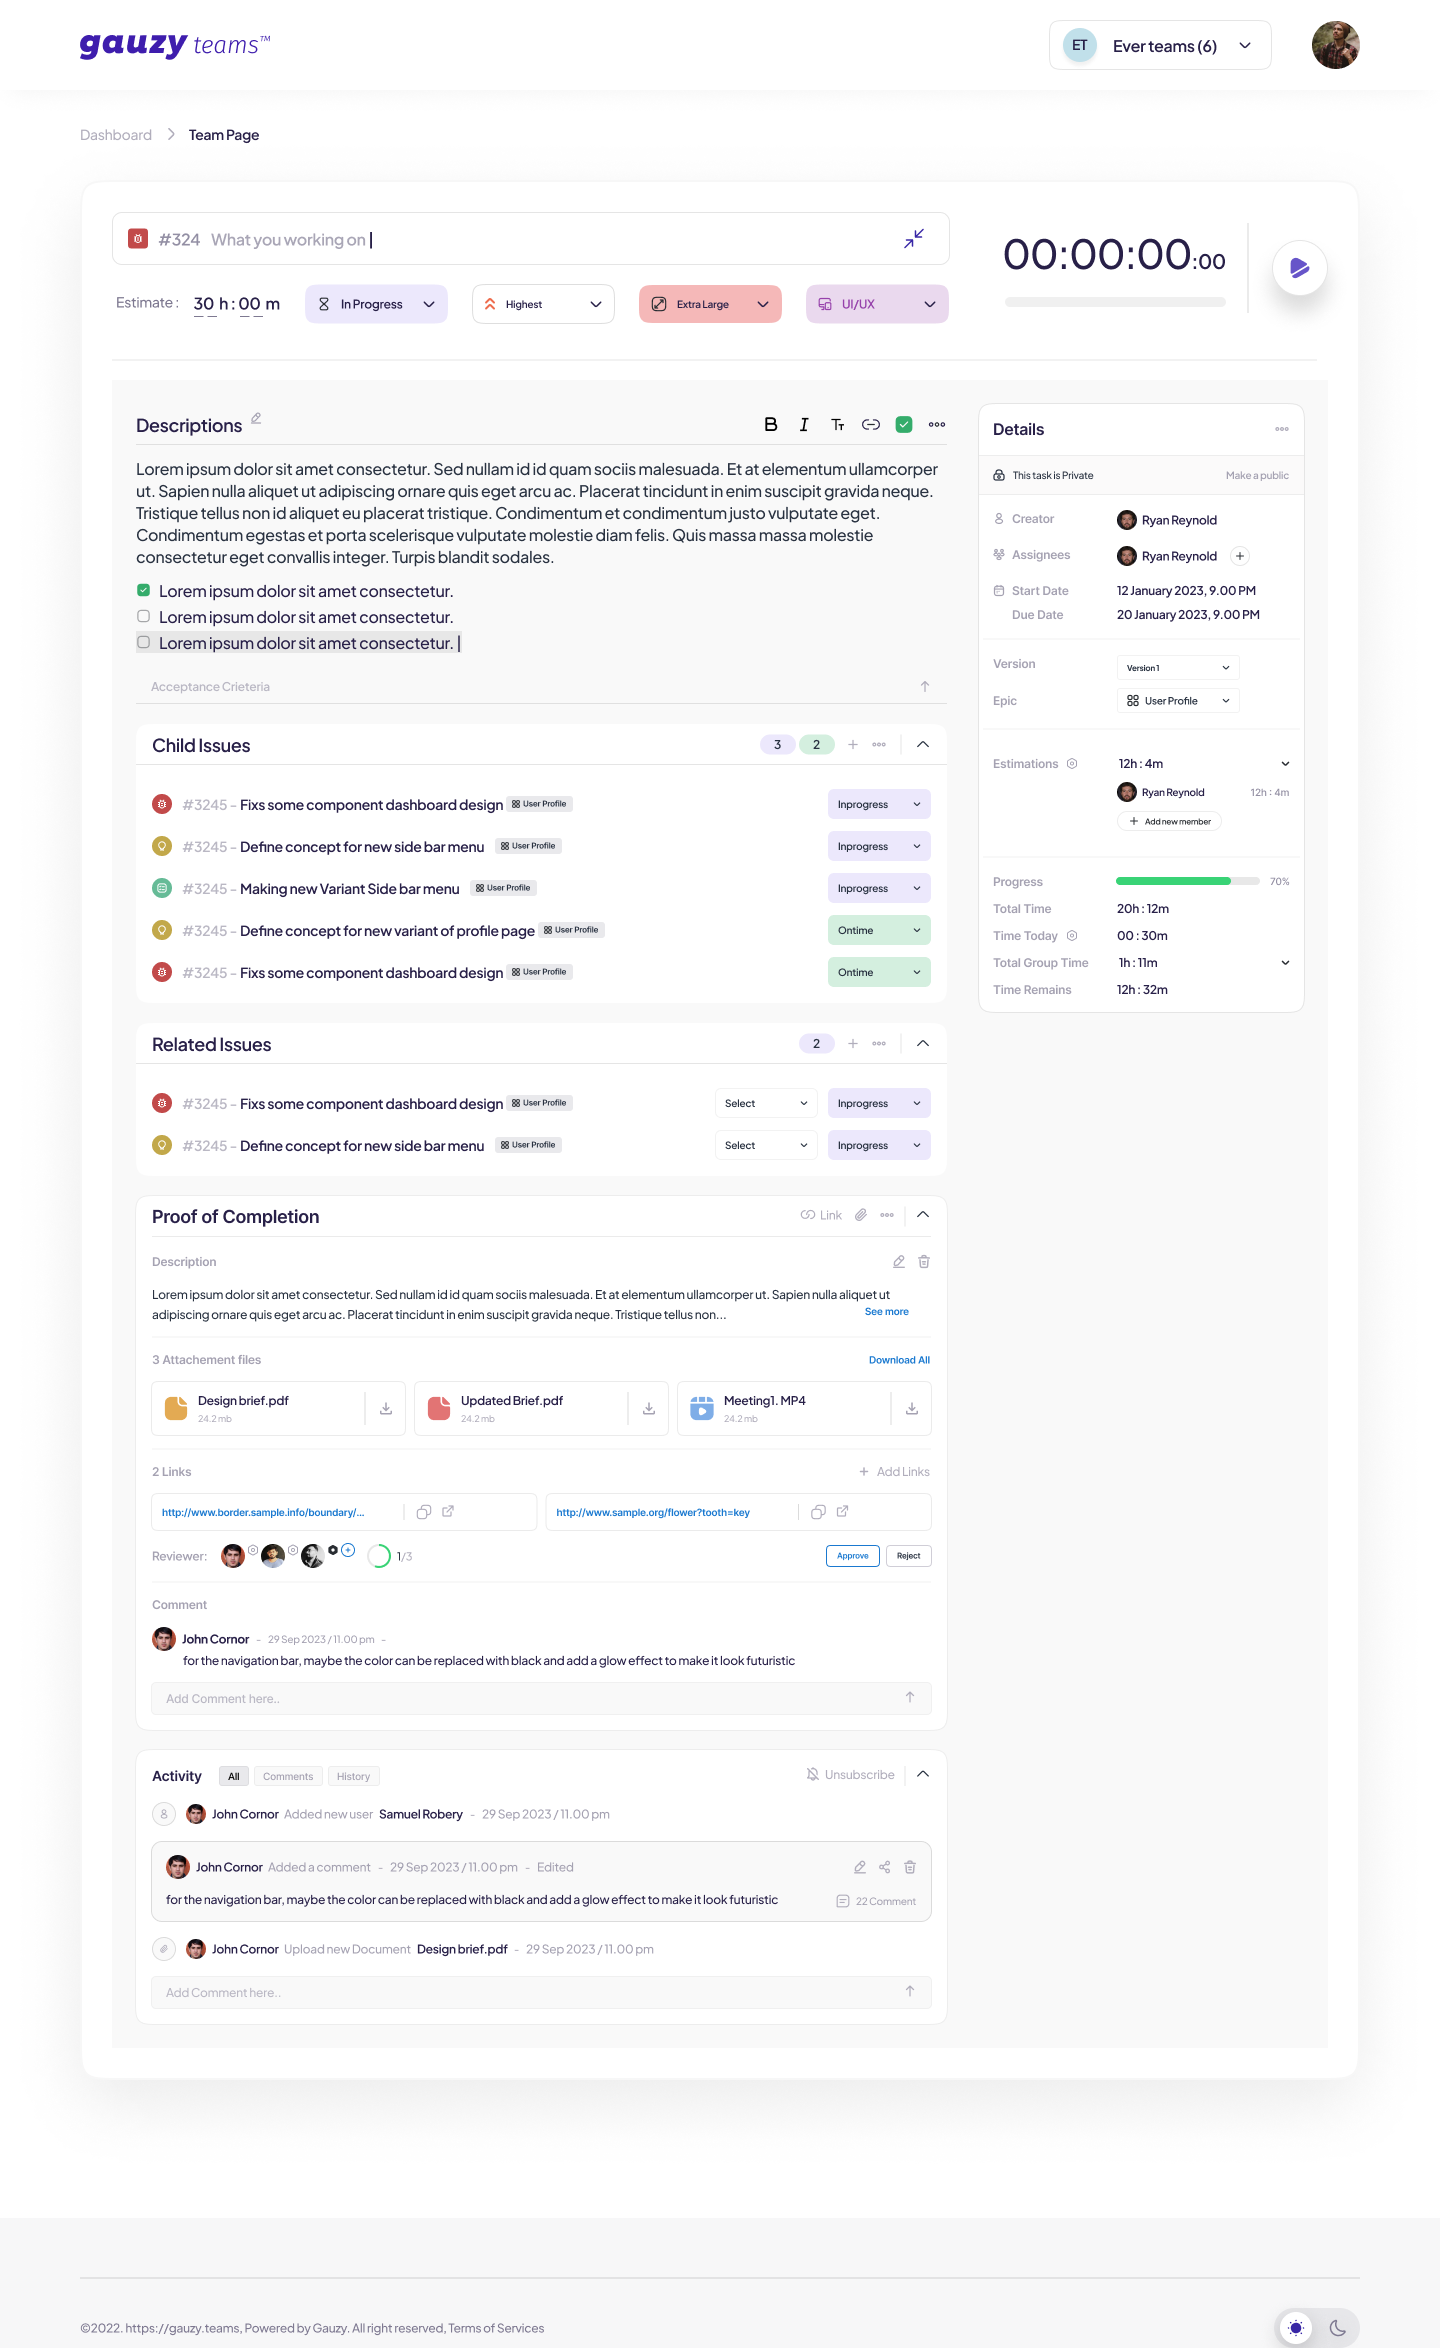 gauzy teams™
ET Ever teams (6)
Dashboard > Team Page
#324 What you working on
00:00:00:00
Estimate : 30 h : 00 m In Progress Highest Extra Large UI/UX
Descriptions
B I Tт
Lorem ipsum dolor sit amet consectetur. Sed nullam id id quam sociis malesuada. Et at elementum ullamcorper
ut. Sapien nulla aliquet ut adipiscing ornare quis eget arcu ac. Placerat tincidunt in enim suscipit gravida neque.
Tristique tellus non id aliquet eu placerat tristique. Condimentum et condimentum justo vulputate eget.
Condimentum egestas et porta scelerisque vulputate molestie diam felis. Quis massa massa molestie
consectetur eget convallis integer. Turpis blandit sodales.
Lorem ipsum dolor sit amet consectetur.
Lorem ipsum dolor sit amet consectetur.
Lorem ipsum dolor sit amet consectetur.
Acceptance Crieteria
Child Issues 3 2
#3245 - Fixs some component dashboard design User Profile Inprogress
#3245 - Define concept for new side bar menu User Profile Inprogress
#3245 - Making new Variant Side bar menu User Profile Inprogress
#3245 - Define concept for new variant of profile page User Profile Ontime
#3245 - Fixs some component dashboard design User Profile Ontime
Related Issues 2
#3245 - Fixs some component dashboard design User Profile Select Inprogress
#3245 - Define concept for new side bar menu User Profile Select Inprogress
Proof of Completion Link
Description
Lorem ipsum dolor sit amet consectetur. Sed nullam id id quam sociis malesuada. Et at elementum ullamcorper ut. Sapien nulla aliquet ut
adipiscing ornare quis eget arcu ac. Placerat tincidunt in enim suscipit gravida neque. Tristique tellus non... See more
3 Attachement files Download All
Design brief.pdf
24.2 mb
Updated Brief.pdf
24.2 mb
Meeting1. MP4
24.2 mb
2 Links + Add Links
http://www.border.sample.info/boundary/...
http://www.sample.org/flower?tooth=key
Reviewer: 1/3 Approve Reject
Comment
John Cornor - 29 Sep 2023 / 11.00 pm -
for the navigation bar, maybe the color can be replaced with black and add a glow effect to make it look futuristic
Add Comment here..
Activity All Comments History Unsubscribe
John Cornor Added new user Samuel Robery - 29 Sep 2023 / 11.00 pm
John Cornor Added a comment - 29 Sep 2023 / 11.00 pm - Edited
for the navigation bar, maybe the color can be replaced with black and add a glow effect to make it look futuristic
22 Comment
John Cornor Upload new Document Design brief.pdf - 29 Sep 2023 / 11.00 pm
Add Comment here..
Details
This task is Private Make a public
Creator Ryan Reynold
Assignees Ryan Reynold
Start Date 12 January 2023, 9.00 PM
Due Date 20 January 2023, 9.00 PM
Version Version 1
Epic User Profile
Estimations 12h : 4m
Ryan Reynold 12h : 4m
+ Add new member
Progress 70%
Total Time 20h : 12m
Time Today 00 : 30m
Total Group Time 1h : 11m
Time Remains 12h : 32m
©2022. https://gauzy.teams, Powered by Gauzy. All right reserved, Terms of Services